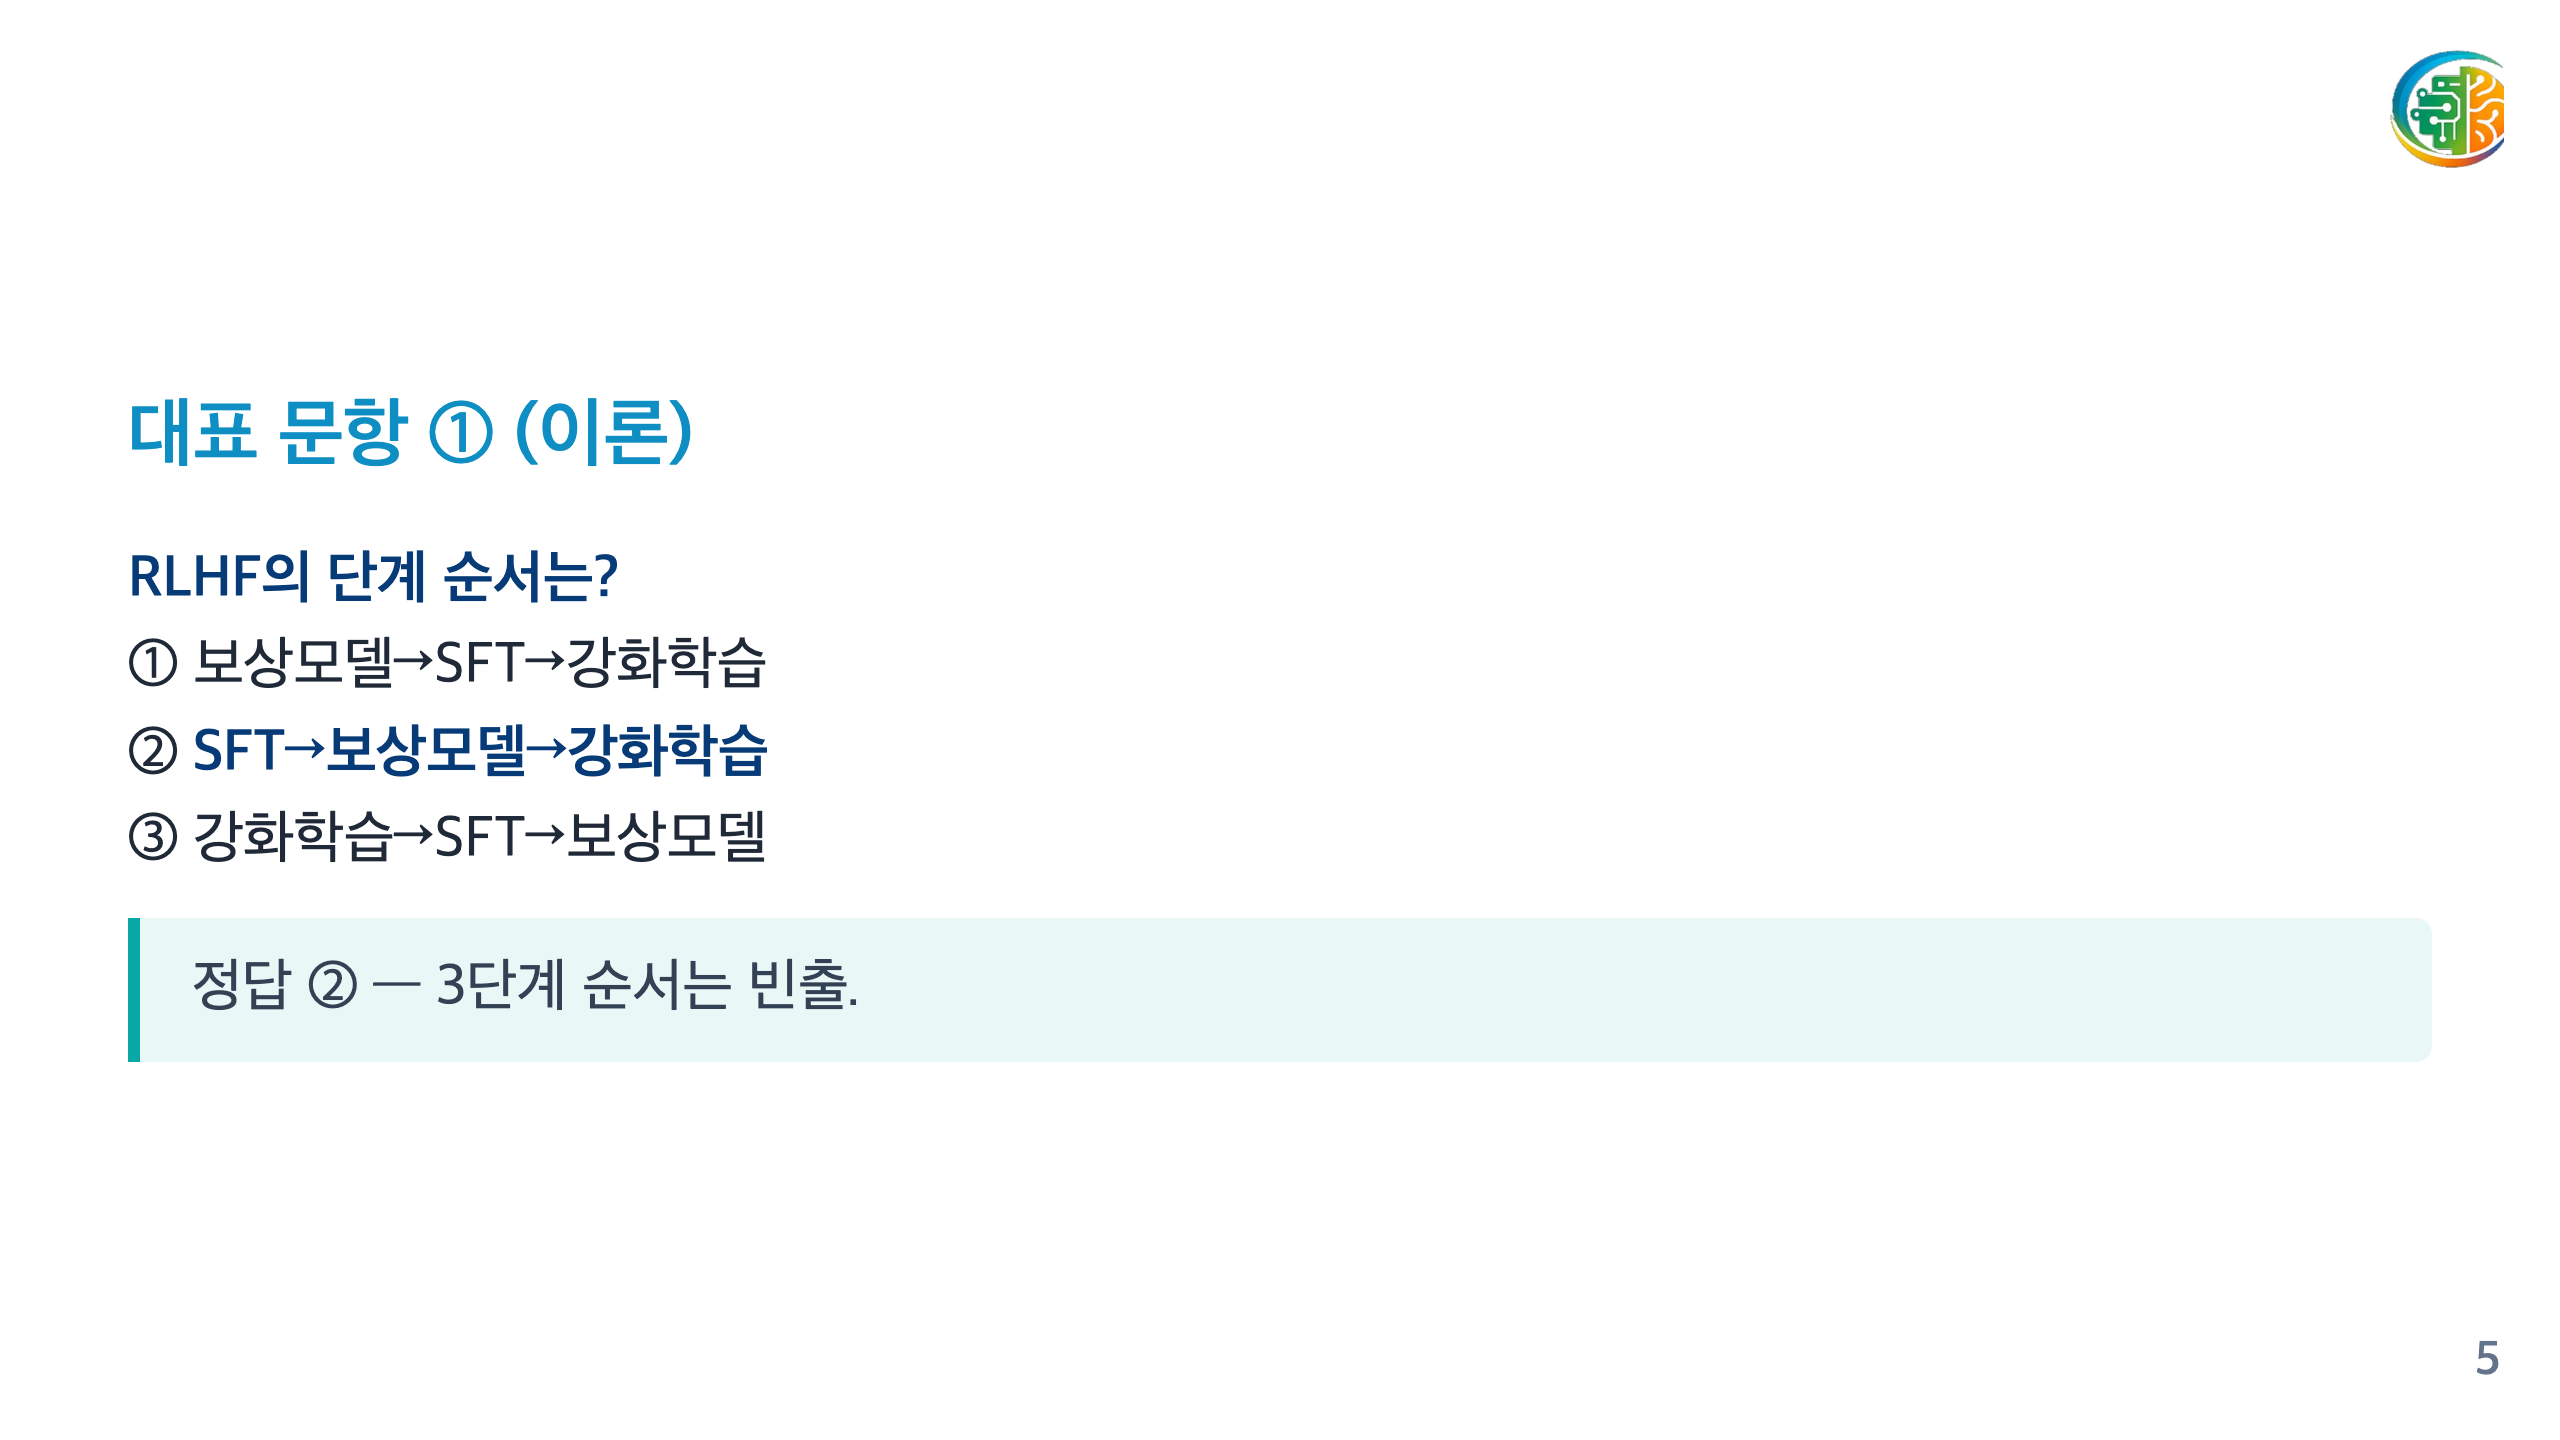 대표 문항 ① (이론)
RLHF의 단계 순서는?
① 보상모델→SFT→강화학습
② SFT→보상모델→강화학습
③ 강화학습→SFT→보상모델
정답 ② — 3단계 순서는 빈출.
5